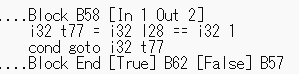 ....Block B58 [In 1 Out 2]
i32 t77 = i32 l28 == i32 1
cond goto i32 t77
....Block End [True] B62 [False] B57